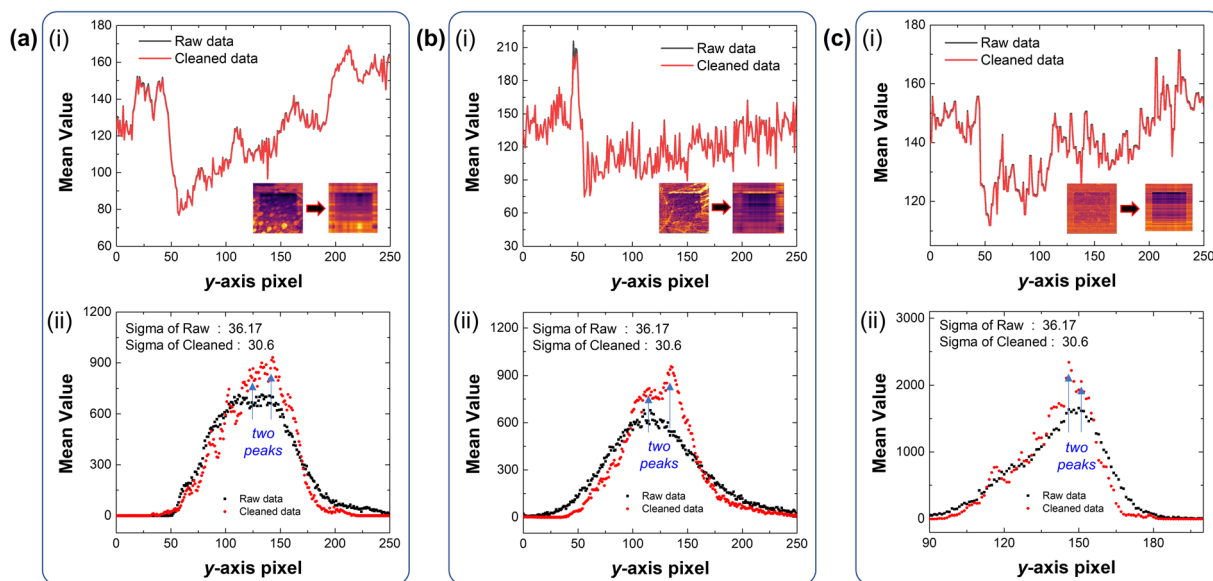 (a)
(i)
Raw data
Cleaned data
Mean Value
180
160
140
120
100
80
60
0 50 100 150 200 250
y-axis pixel
(ii)
Sigma of Raw : 36.17
Sigma of Cleaned : 30.6
Mean Value
1200
900
600
300
0
two
peaks
Raw data
Cleaned data
0 50 100 150 200 250
y-axis pixel
(b)
(i)
Raw data
Cleaned data
Mean Value
210
180
150
120
90
60
30
0 50 100 150 200 250
y-axis pixel
(ii)
Sigma of Raw : 36.17
Sigma of Cleaned : 30.6
Mean Value
1200
900
600
300
0
two
peaks
Raw data
Cleaned data
0 50 100 150 200 250
y-axis pixel
(c)
(i)
Raw data
Cleaned data
Mean Value
180
160
140
120
0 50 100 150 200 250
y-axis pixel
(ii)
Sigma of Raw : 36.17
Sigma of Cleaned : 30.6
Mean Value
3000
2000
1000
0
two
peaks
Raw data
Cleaned data
90 120 150 180
y-axis pixel